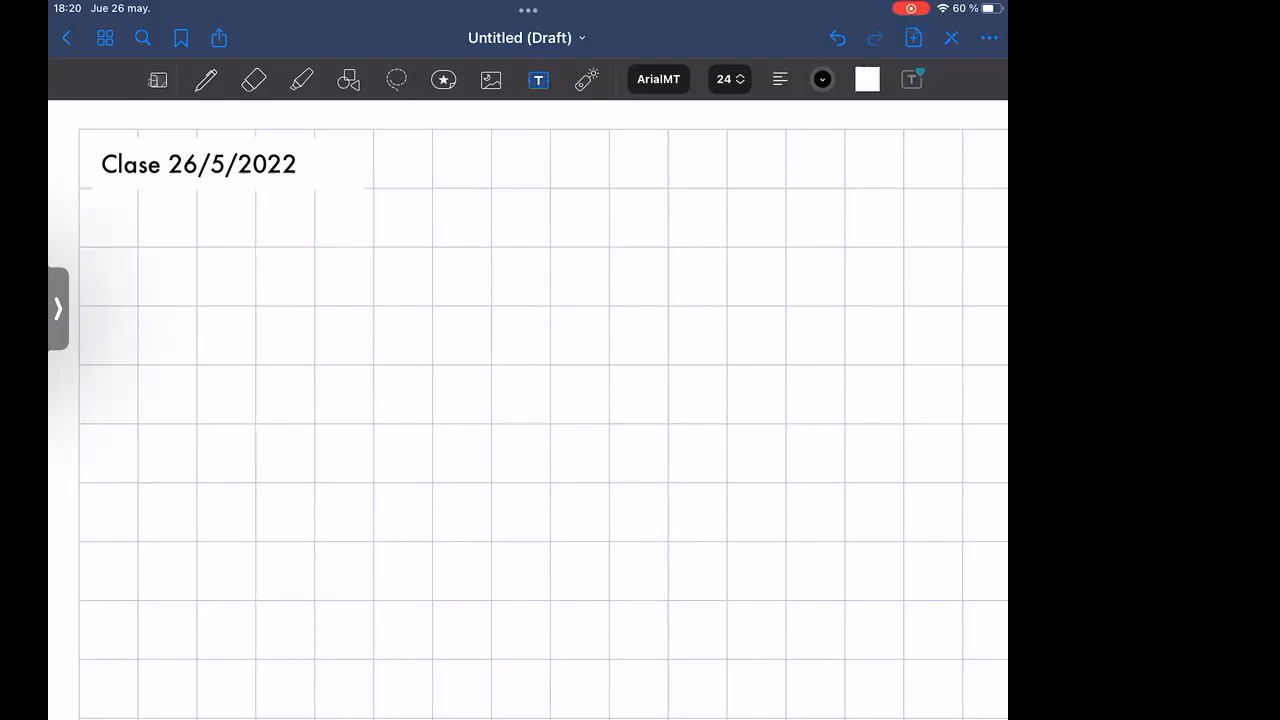 18:20 Jue 26 may. 60 %
Untitled (Draft)
T ArialMT 24 T
Clase 26/5/2022